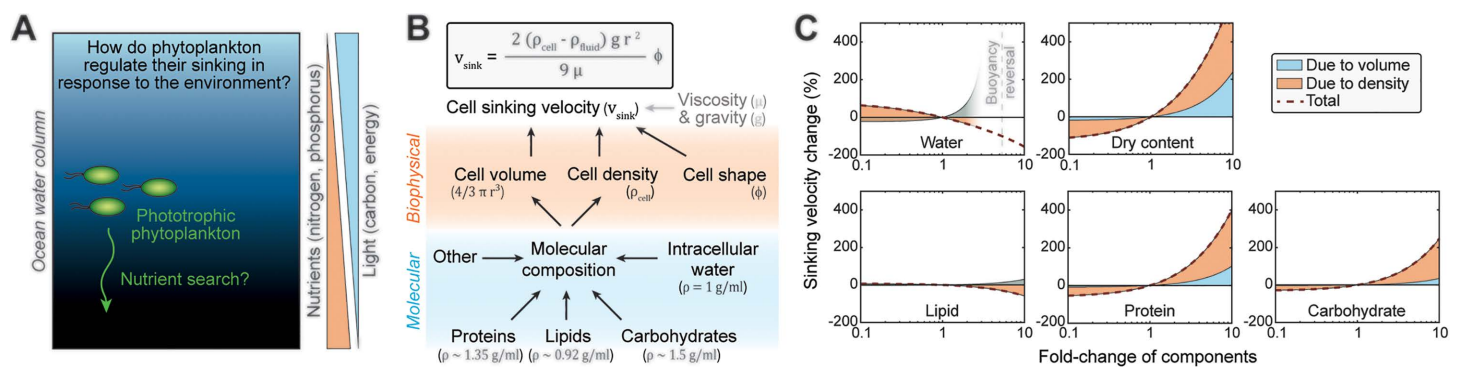 A
How do phytoplankton
regulate their sinking in
response to the environment?
Ocean water column
Phototrophic
phytoplankton
Nutrient search?
Nutrients (nitrogen, phosphorus)
Light (carbon, energy)
B
v_sink = 2 (ρ_cell - ρ_fluid) g r² / 9 μ ϕ
Cell sinking velocity (v_sink)
Viscosity (μ)
& gravity (g)
Biophysical
Cell volume
(4/3 π r³)
Cell density
(ρ_cell)
Cell shape
(ϕ)
Molecular
Other
Molecular
composition
Intracellular
water
(ρ = 1 g/ml)
Proteins
(ρ ~ 1.35 g/ml)
Lipids
(ρ ~ 0.92 g/ml)
Carbohydrates
(ρ ~ 1.5 g/ml)
C
Sinking velocity change (%)
400
200
0
-200
0.1
1
10
Water
Buoyancy
reversal
400
200
0
-200
0.1
1
10
Dry content
Due to volume
Due to density
Total
400
200
0
-200
0.1
1
10
Lipid
400
200
0
-200
0.1
1
10
Protein
400
200
0
-200
0.1
1
10
Carbohydrate
Fold-change of components